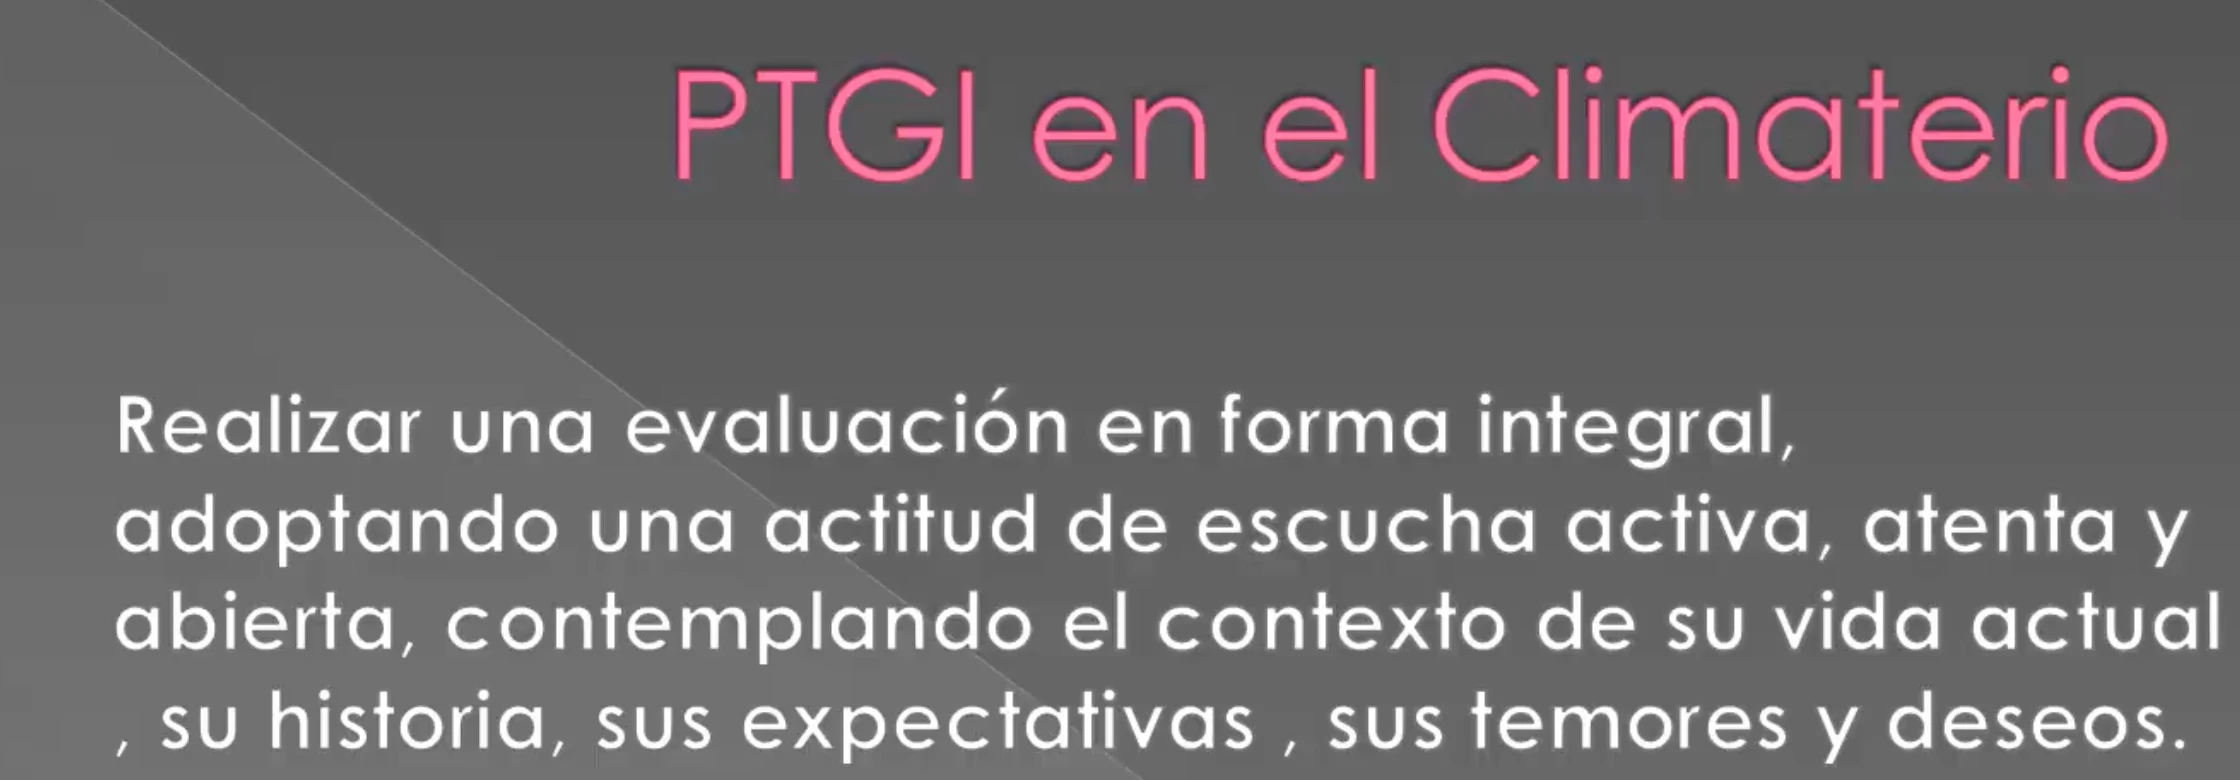 PTGI en el Climaterio
Realizar una evaluación en forma integral,
adoptando una actitud de escucha activa, atenta y
abierta, contemplando el contexto de su vida actual
, su historia, sus expectativas , sus temores y deseos.